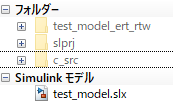 フォルダー
test_model_ert_rtw
slprj
c_src
Simulink モデル
test_model.slx